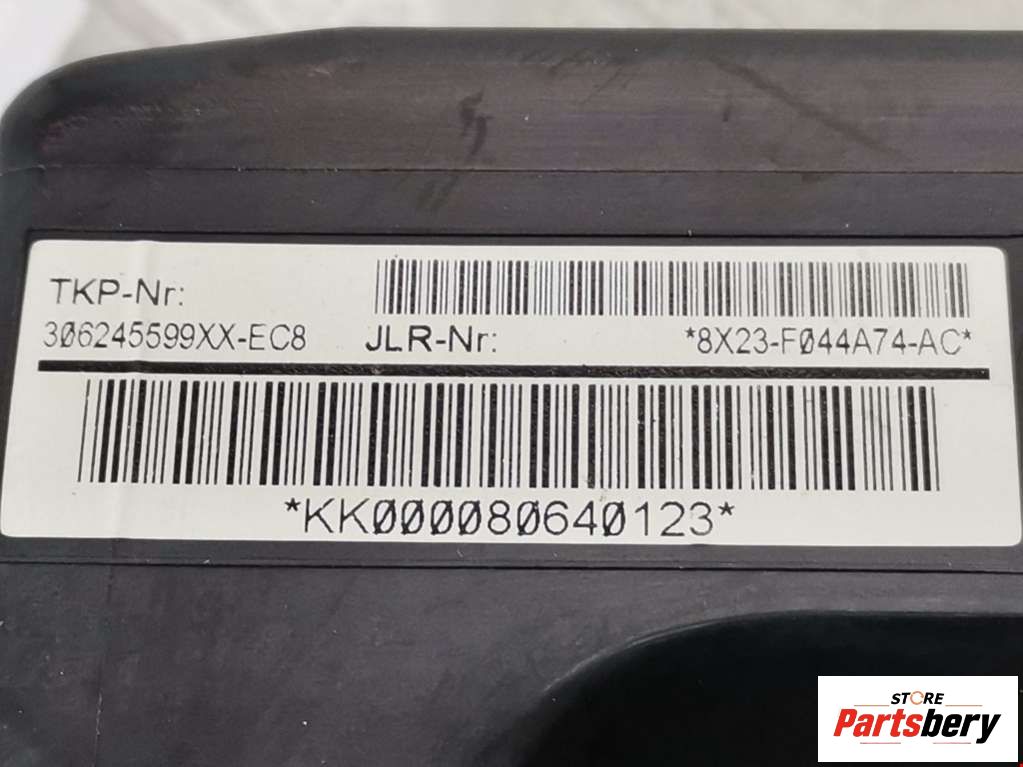 TKP-Nr:
306245599XX-EC8
JLR-Nr:
*8X23-F044A74-AC*
*KK000080640123*
STORE
Partsbery